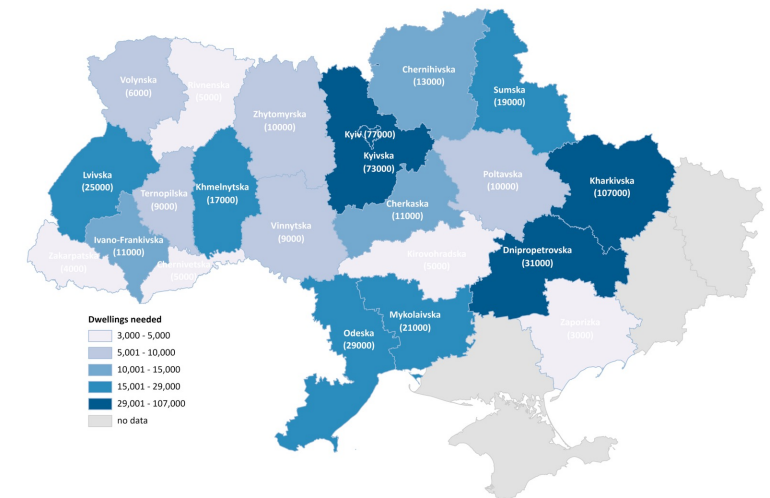 Volynska
(6000)
Rivnenska
Chernihivska
(13000)
Sumska
(19000)
Zhytomyrska
(10000)
Kyiv (77000)
Kyivska
(73000)
Lvivska
(25000)
Ternopilska
(9000)
Khmelnytska
(17000)
Poltavska
(10000)
Kharkivska
(107000)
Cherkaska
(11000)
Vinnytska
(9000)
Ivano-Frankivska
(11000)
Zakarpatska
(4000)
Chernivetska
(5000)
Kirovohradska
(5000)
Dnipropetrovska
(31000)
Zaporiska
Mykolaivska
(21000)
Odeska
(29000)
Dwellings needed
3,000 - 5,000
5,001 - 10,000
10,001 - 15,000
15,001 - 29,000
29,001 - 107,000
no data